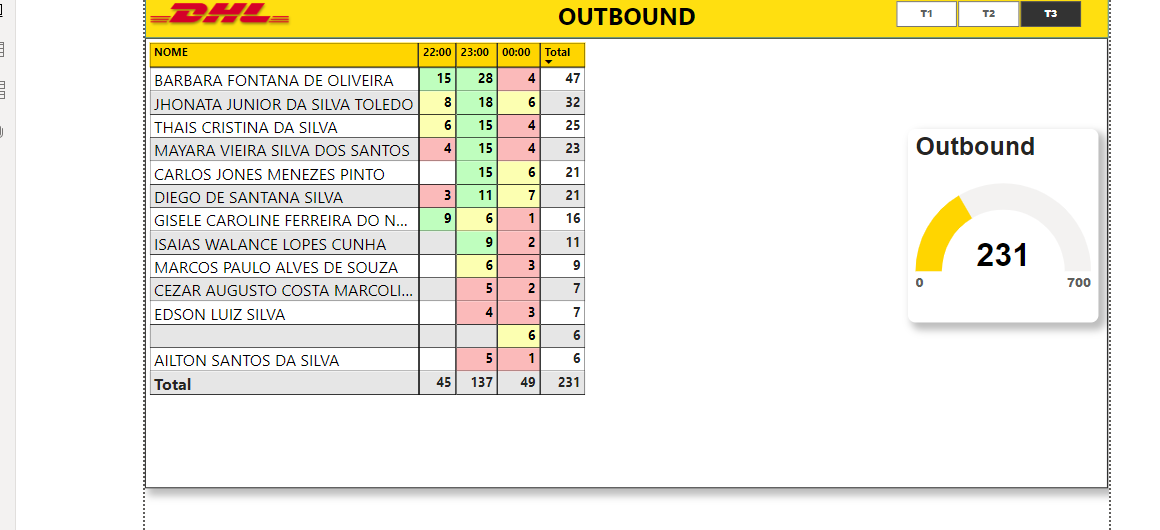 DHL OUTBOUND T1 T2 T3
NOME 22:00 23:00 00:00 Total
BARBARA FONTANA DE OLIVEIRA 15 28 4 47
JHONATA JUNIOR DA SILVA TOLEDO 8 18 6 32
THAIS CRISTINA DA SILVA 6 15 4 25
MAYARA VIEIRA SILVA DOS SANTOS 4 15 4 23
CARLOS JONES MENEZES PINTO 15 6 21
DIEGO DE SANTANA SILVA 3 11 7 21
GISELE CAROLINE FERREIRA DO N... 9 6 1 16
ISAIAS WALANCE LOPES CUNHA 9 2 11
MARCOS PAULO ALVES DE SOUZA 6 3 9
CEZAR AUGUSTO COSTA MARCOLI... 5 2 7
EDSON LUIZ SILVA 4 3 7
6 6
AILTON SANTOS DA SILVA 5 1 6
Total 45 137 49 231
Outbound
231
0 700